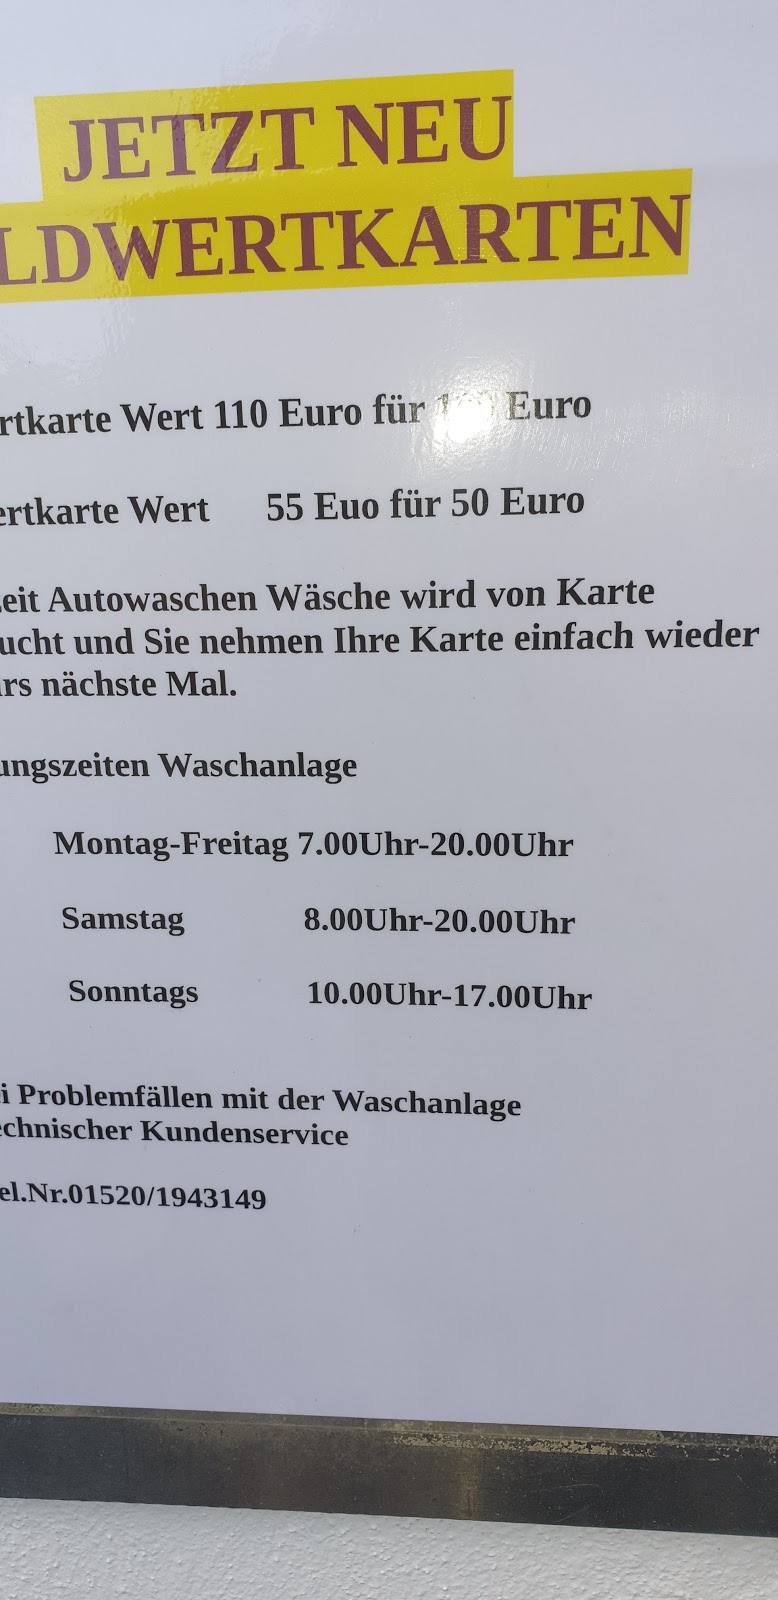 JETZT NEU
LDWERTKARTEN
rtkarte Wert 110 Euro für Euro
ertkarte Wert 55 Euo für 50 Euro
zeit Autowaschen Wäsche wird von Karte
ucht und Sie nehmen Ihre Karte einfach wieder
rs nächste Mal.
ungszeiten Waschanlage
Montag-Freitag 7.00Uhr-20.00Uhr
Samstag 8.00Uhr-20.00Uhr
Sonntags 10.00Uhr-17.00Uhr
i Problemfällen mit der Waschanlage
echnischer Kundenservice
el.Nr.01520/1943149